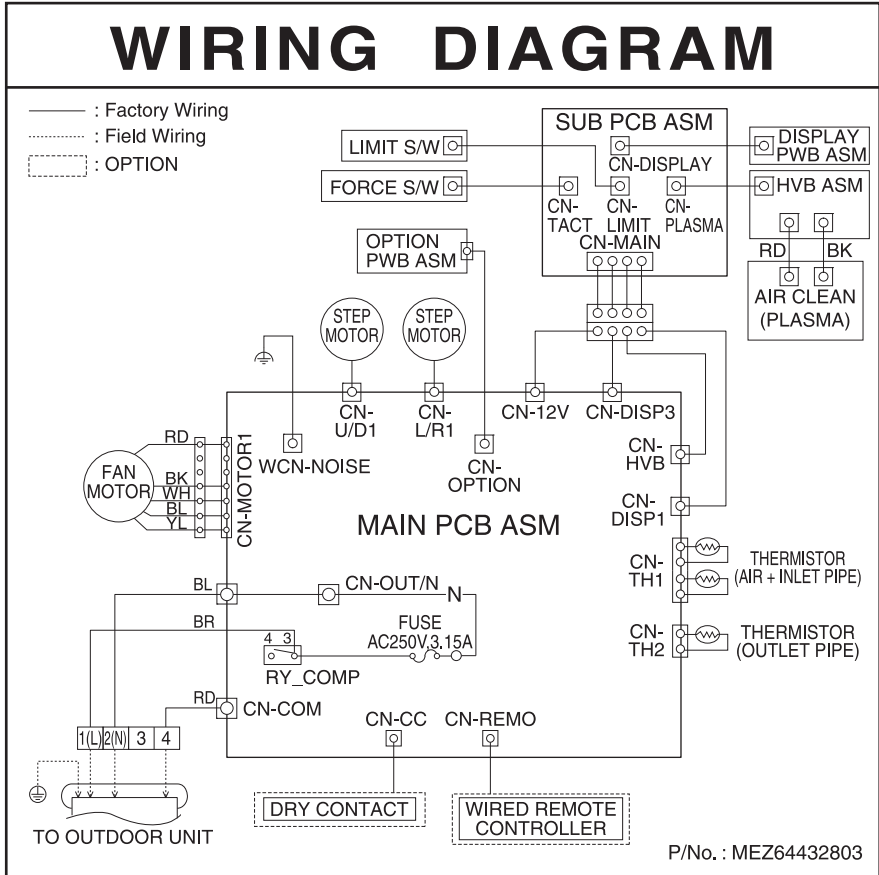 WIRING DIAGRAM
: Factory Wiring
: Field Wiring
: OPTION
LIMIT S/W
FORCE S/W
OPTION
PWB ASM
SUB PCB ASM
CN-DISPLAY
CN-
TACT
CN-
LIMIT
CN-
PLASMA
CN-MAIN
DISPLAY
PWB ASM
HVB ASM
RD
BK
AIR CLEAN
(PLASMA)
STEP
MOTOR
STEP
MOTOR
CN-
U/D1
CN-
L/R1
CN-12V
CN-DISP3
WCN-NOISE
CN-
OPTION
CN-
HVB
CN-
DISP1
FAN
MOTOR
RD
BK
WH
BL
YL
CN-MOTOR1
MAIN PCB ASM
CN-
TH1
THERMISTOR
(AIR + INLET PIPE)
CN-
TH2
THERMISTOR
(OUTLET PIPE)
BL
CN-OUT/N
N
BR
FUSE
AC250V,3.15A
4 3
RY_COMP
RD
CN-COM
CN-CC
CN-REMO
1(L) 2(N) 3 4
DRY CONTACT
WIRED REMOTE
CONTROLLER
TO OUTDOOR UNIT
P/No. : MEZ64432803